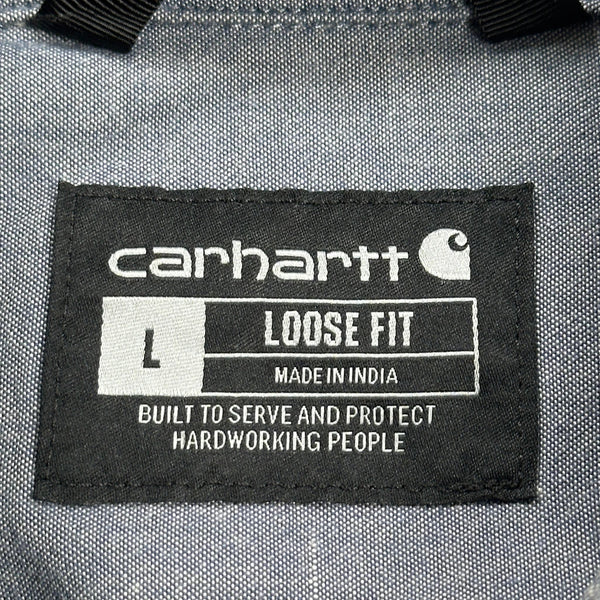 carhartt
L
LOOSE FIT
MADE IN INDIA
BUILT TO SERVE AND PROTECT
HARDWORKING PEOPLE